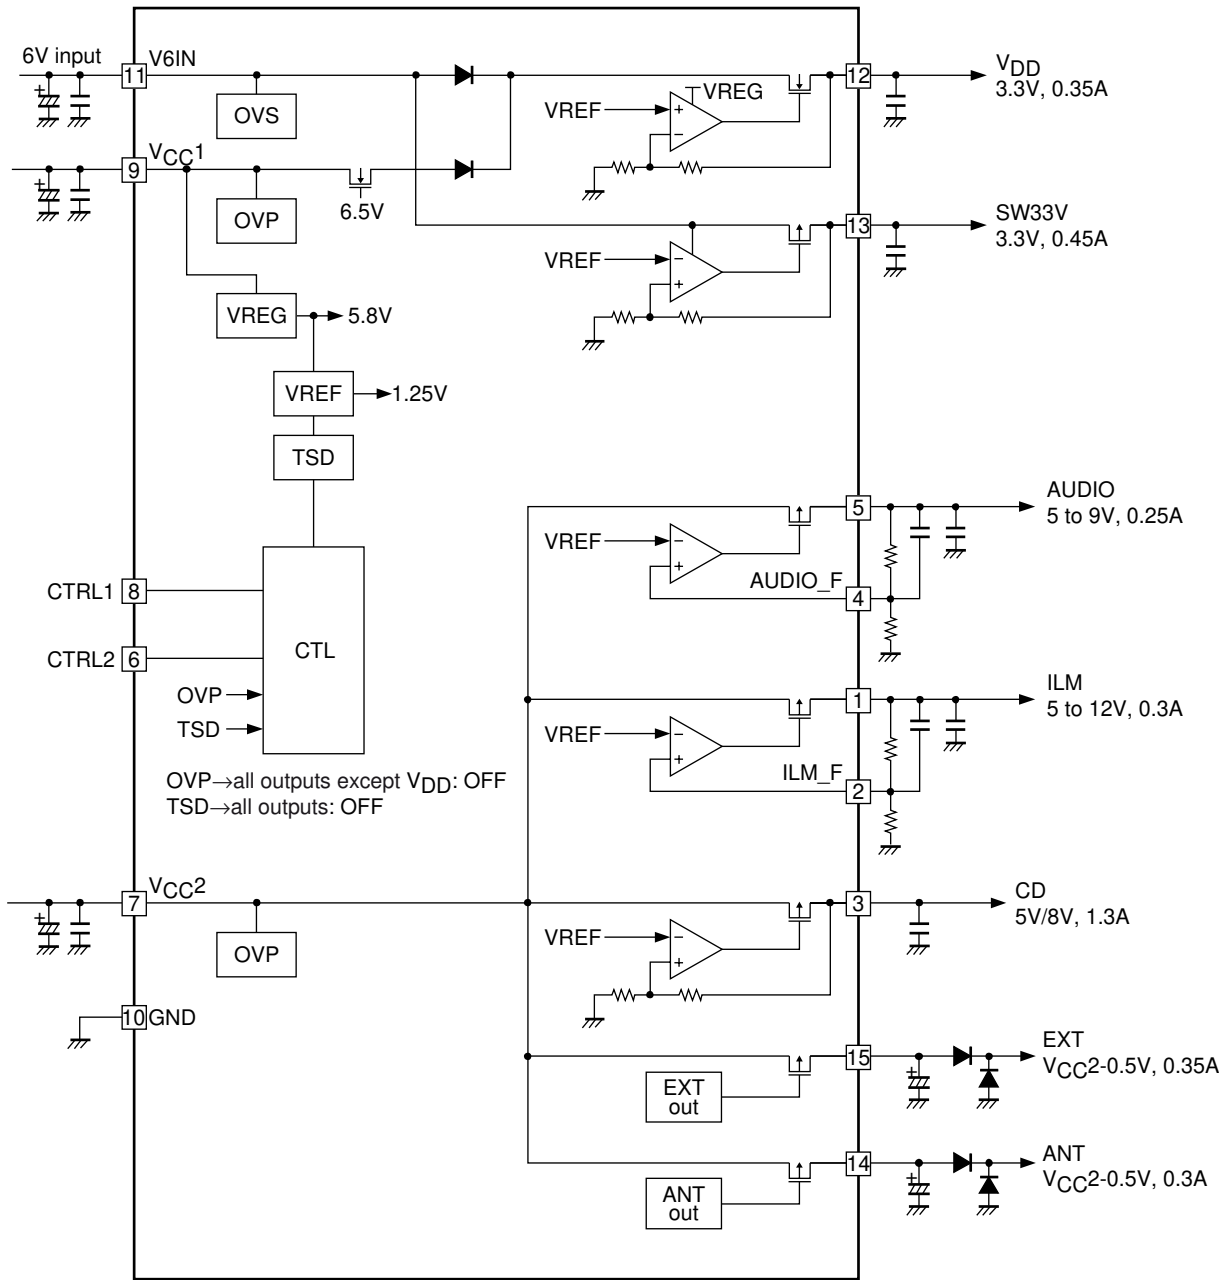 6V input
11
V6IN
OVS
VREF
+
−
VREG
12
VDD
3.3V, 0.35A
+
9
VCC1
OVP
6.5V
+
VREF
−
+
13
SW33V
3.3V, 0.45A
VREG
5.8V
VREF
1.25V
TSD
VREF
−
+
5
AUDIO
5 to 9V, 0.25A
AUDIO_F
4
CTRL1
8
CTRL2
6
CTL
OVP
TSD
OVP→all outputs except VDD: OFF
TSD→all outputs: OFF
VREF
−
+
1
ILM
5 to 12V, 0.3A
ILM_F
2
+
7
VCC2
OVP
VREF
−
+
3
CD
5V/8V, 1.3A
10
GND
EXT
out
15
+
EXT
VCC2-0.5V, 0.35A
ANT
out
14
+
ANT
VCC2-0.5V, 0.3A